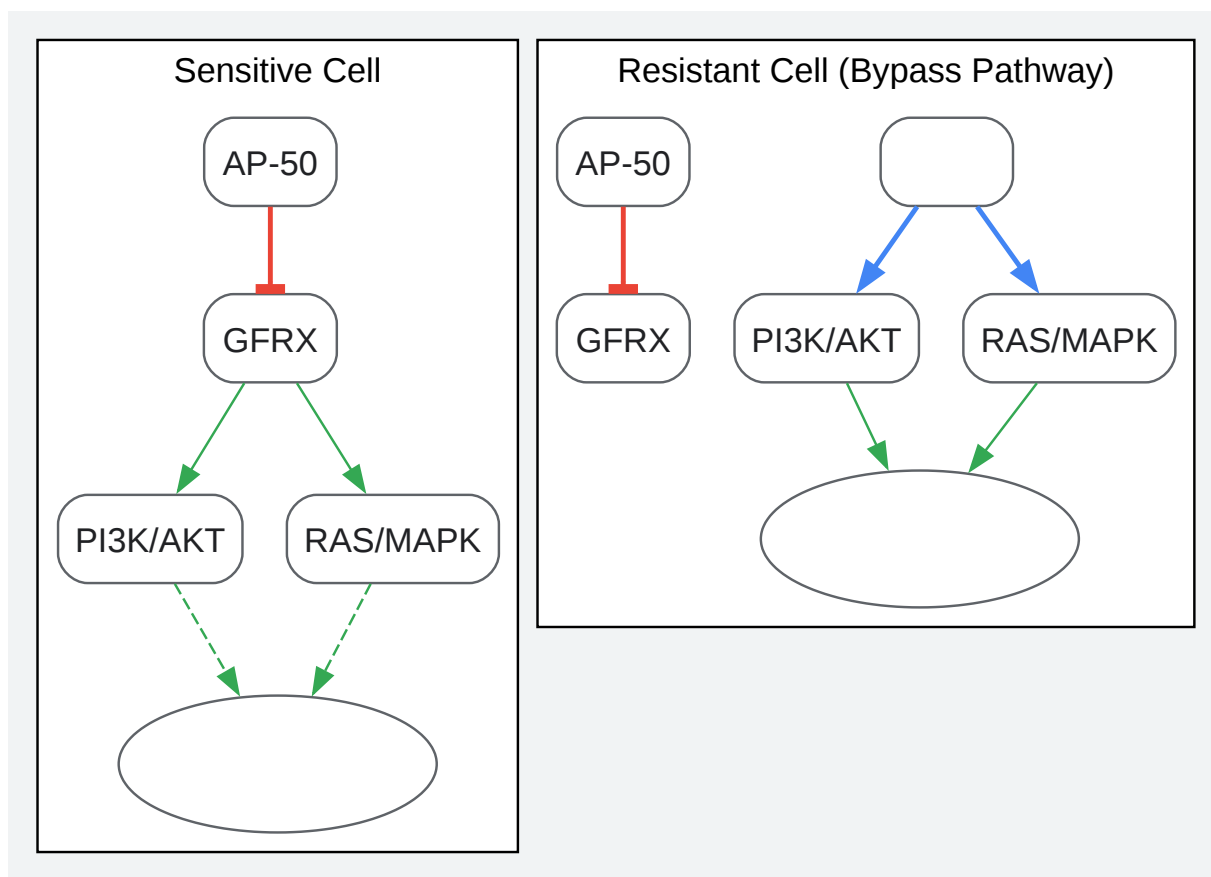 Sensitive Cell
AP-50
GFRX
PI3K/AKT
RAS/MAPK
Resistant Cell (Bypass Pathway)
AP-50
GFRX
PI3K/AKT
RAS/MAPK